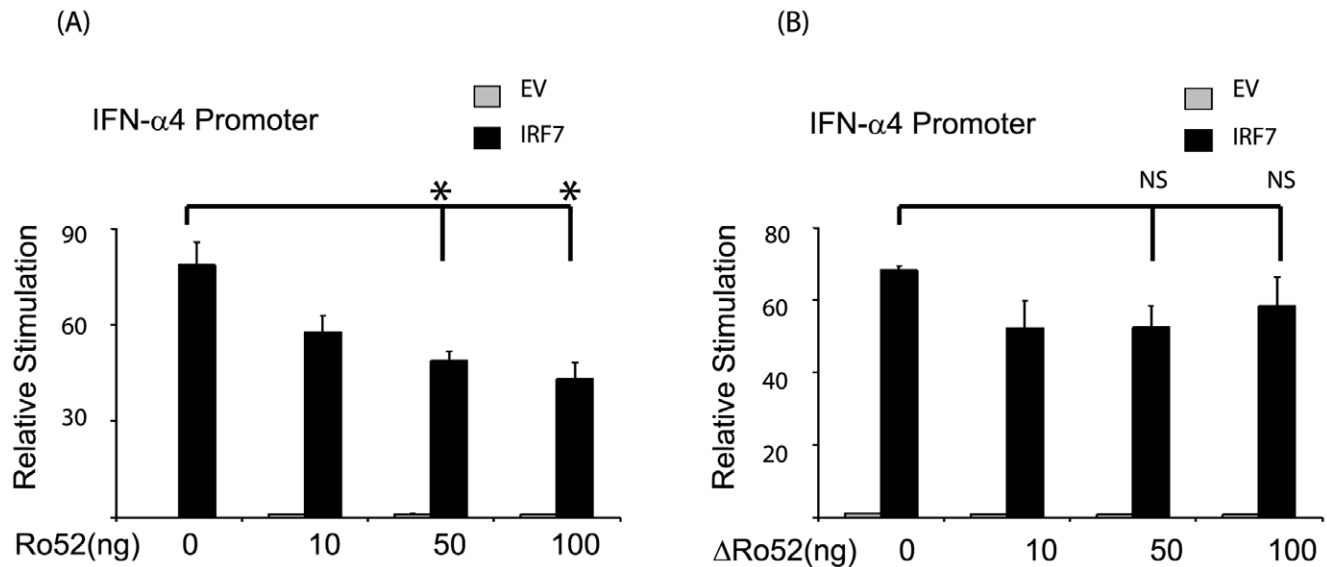 (A)
EV
IFN-α4 Promoter
IRF7
* *
90
60
30
Relative Stimulation
Ro52(ng) 0 10 50 100
(B)
EV
IFN-α4 Promoter
IRF7
NS NS
80
60
40
20
Relative Stimulation
ΔRo52(ng) 0 10 50 100